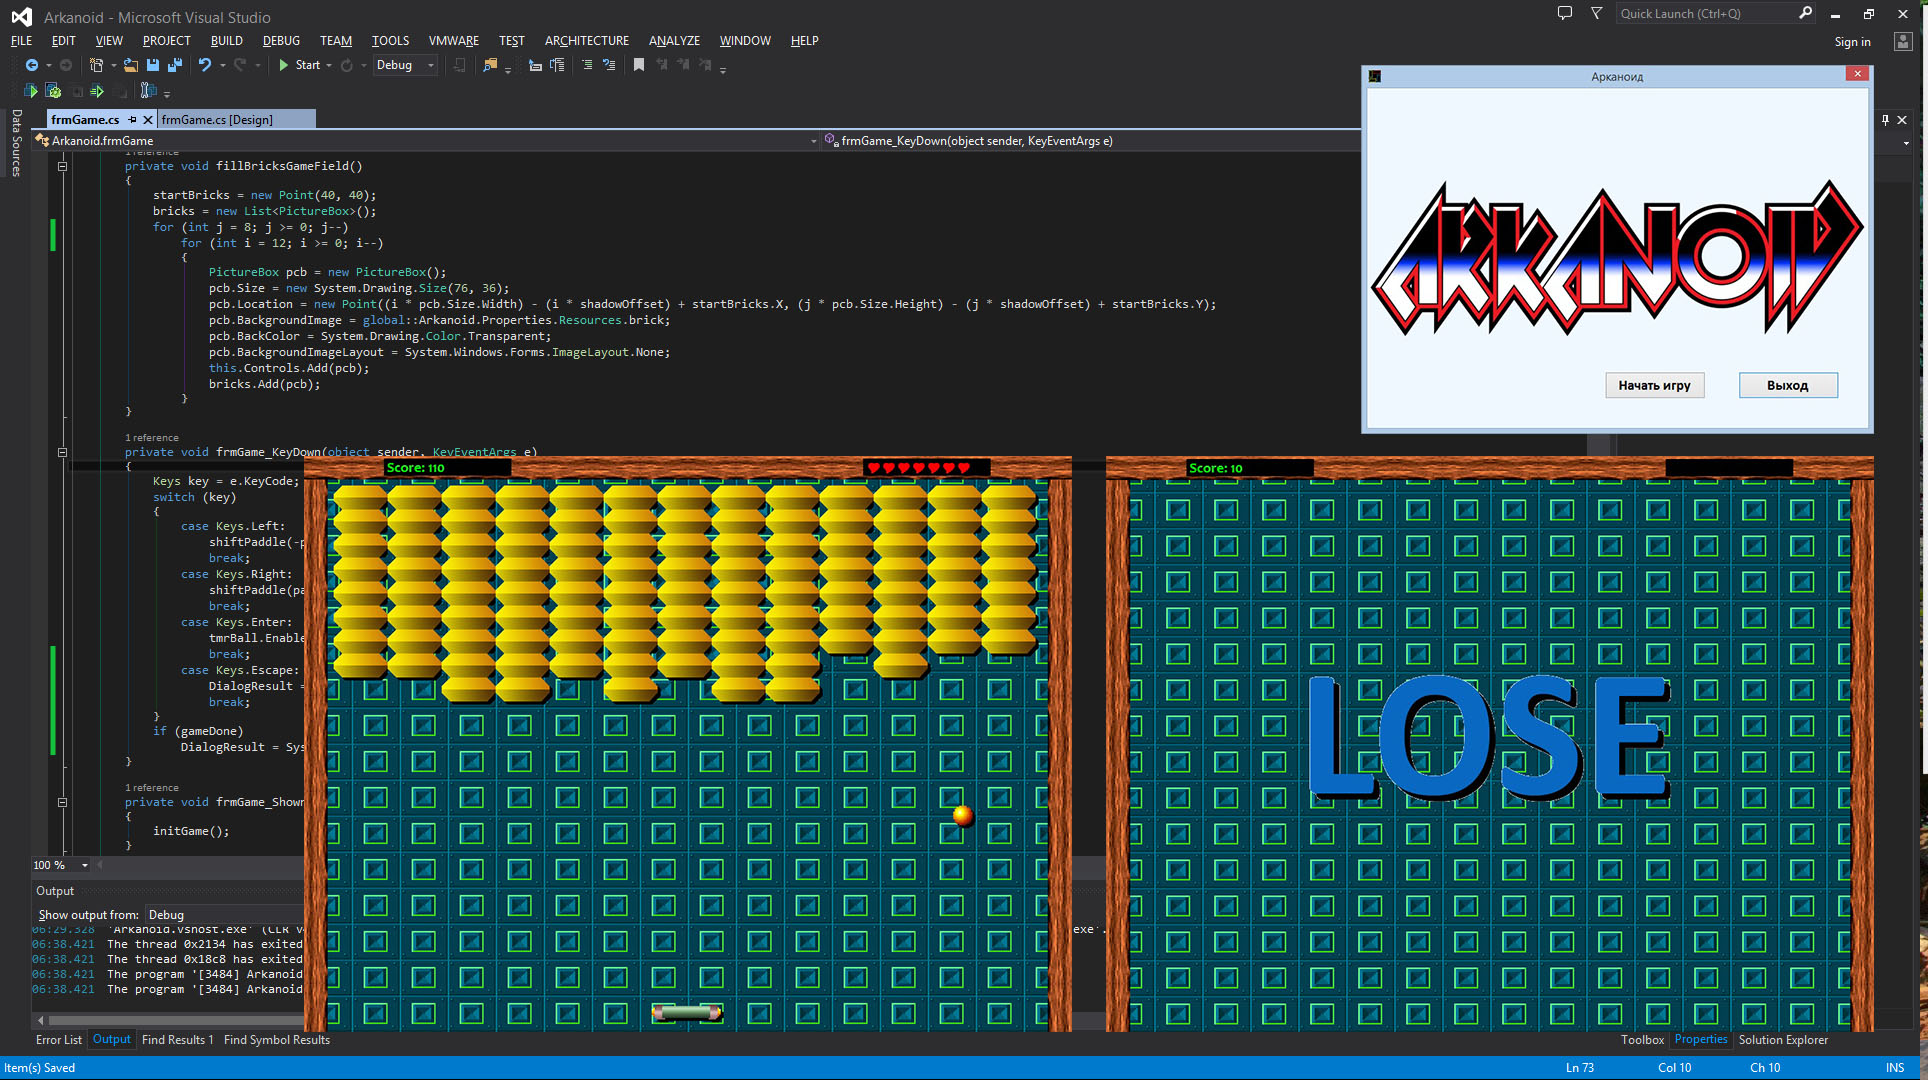 Arkanoid - Microsoft Visual Studio
Quick Launch (Ctrl+Q)
FILE EDIT VIEW PROJECT BUILD DEBUG TEAM TOOLS VMWARE TEST ARCHITECTURE ANALYZE WINDOW HELP
Sign in
Start Debug
Data Sources
frmGame.cs
frmGame.cs [Design]
Arkanoid.frmGame
frmGame_KeyDown(object sender, KeyEventArgs e)
1 reference
private void fillBricksGameField()
{
startBricks = new Point(40, 40);
bricks = new List<PictureBox>();
for (int j = 8; j >= 0; j--)
for (int i = 12; i >= 0; i--)
{
PictureBox pcb = new PictureBox();
pcb.Size = new System.Drawing.Size(76, 36);
pcb.Location = new Point((i * pcb.Size.Width) - (i * shadowOffset) + startBricks.X, (j * pcb.Size.Height) - (j * shadowOffset) + startBricks.Y);
pcb.BackgroundImage = global::Arkanoid.Properties.Resources.brick;
pcb.BackColor = System.Drawing.Color.Transparent;
pcb.BackgroundImageLayout = System.Windows.Forms.ImageLayout.None;
this.Controls.Add(pcb);
bricks.Add(pcb);
}
}
1 reference
private void frmGame_KeyDown(object sender, KeyEventArgs e)
{
Keys key = e.KeyCode;
switch (key)
{
case Keys.Left:
shiftPaddle(-p
break;
case Keys.Right:
shiftPaddle(pa
break;
case Keys.Enter:
tmrBall.Enable
break;
case Keys.Escape:
DialogResult =
break;
}
if (gameDone)
DialogResult = Sys
}
1 reference
private void frmGame_Shown
{
initGame();
}
100 %
Арканоид
ARKANOID
Начать игру
Выход
Score: 110
Score: 10
LOSE
Output
Show output from: Debug
06:29.328 'Arkanoid.vshost.exe' (CLR v4
exe'.
06:38.421 The thread 0x2134 has exited
06:38.421 The thread 0x18c8 has exited
06:38.421 The program '[3484] Arkanoid
06:38.421 The program '[3484] Arkanoid
Error List Output Find Results 1 Find Symbol Results
Toolbox Properties Solution Explorer
Item(s) Saved
Ln 73 Col 10 Ch 10 INS